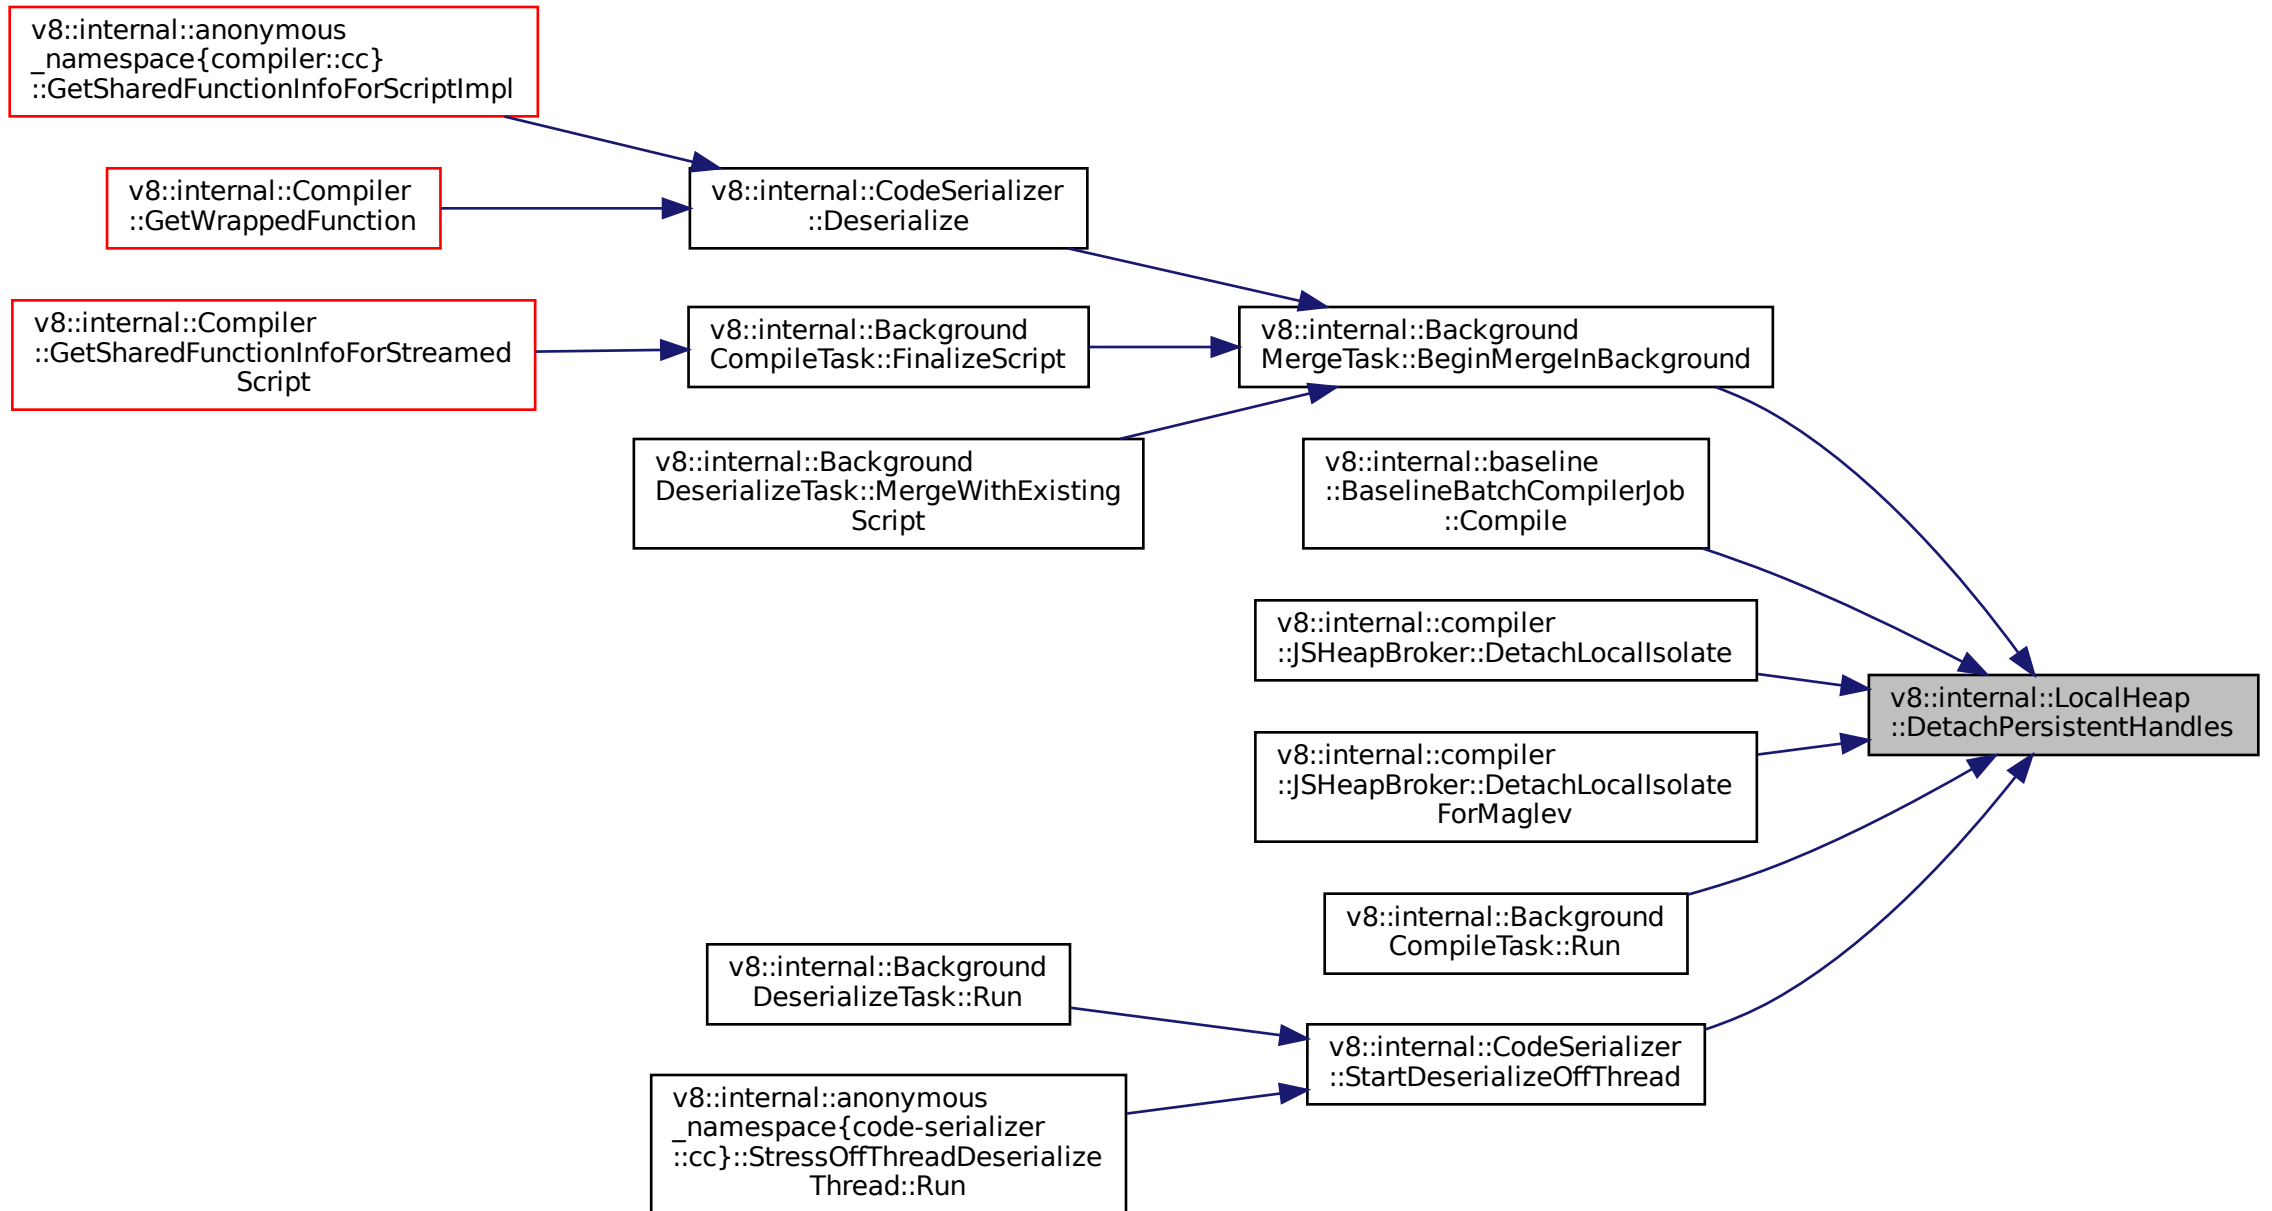 v8::internal::anonymous
_namespace{compiler::cc}
::GetSharedFunctionInfoForScriptImpl
v8::internal::Compiler
::GetWrappedFunction
v8::internal::CodeSerializer
::Deserialize
v8::internal::Compiler
::GetSharedFunctionInfoForStreamed
Script
v8::internal::Background
CompileTask::FinalizeScript
v8::internal::Background
MergeTask::BeginMergeInBackground
v8::internal::Background
DeserializeTask::MergeWithExisting
Script
v8::internal::baseline
::BaselineBatchCompilerJob
::Compile
v8::internal::compiler
::JSHeapBroker::DetachLocalIsolate
v8::internal::LocalHeap
::DetachPersistentHandles
v8::internal::compiler
::JSHeapBroker::DetachLocalIsolate
ForMaglev
v8::internal::Background
CompileTask::Run
v8::internal::Background
DeserializeTask::Run
v8::internal::CodeSerializer
::StartDeserializeOffThread
v8::internal::anonymous
_namespace{code-serializer
::cc}::StressOffThreadDeserialize
Thread::Run